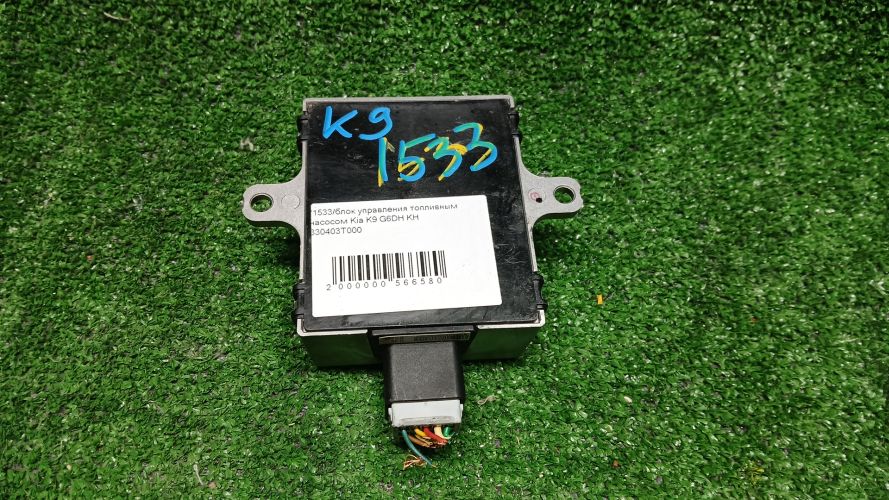 K9
1533
1533/блок управления топливным
насосом Kia K9 G6DH KH
330403T000
2 000000 566580